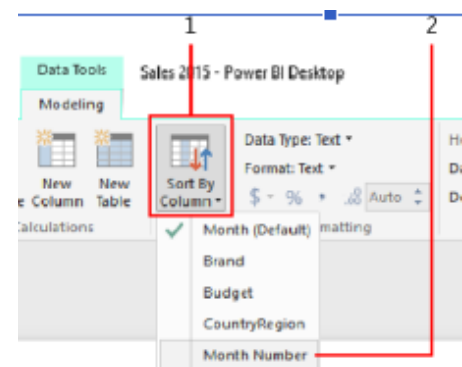 1 2
Data Tools Sales 2015 - Power BI Desktop
Modeling
Data Type: Text
Format: Text
New Column
New Table
Sort By Column
$ % , .00 Auto
Calculations
matting
Month (Default)
Brand
Budget
CountryRegion
Month Number